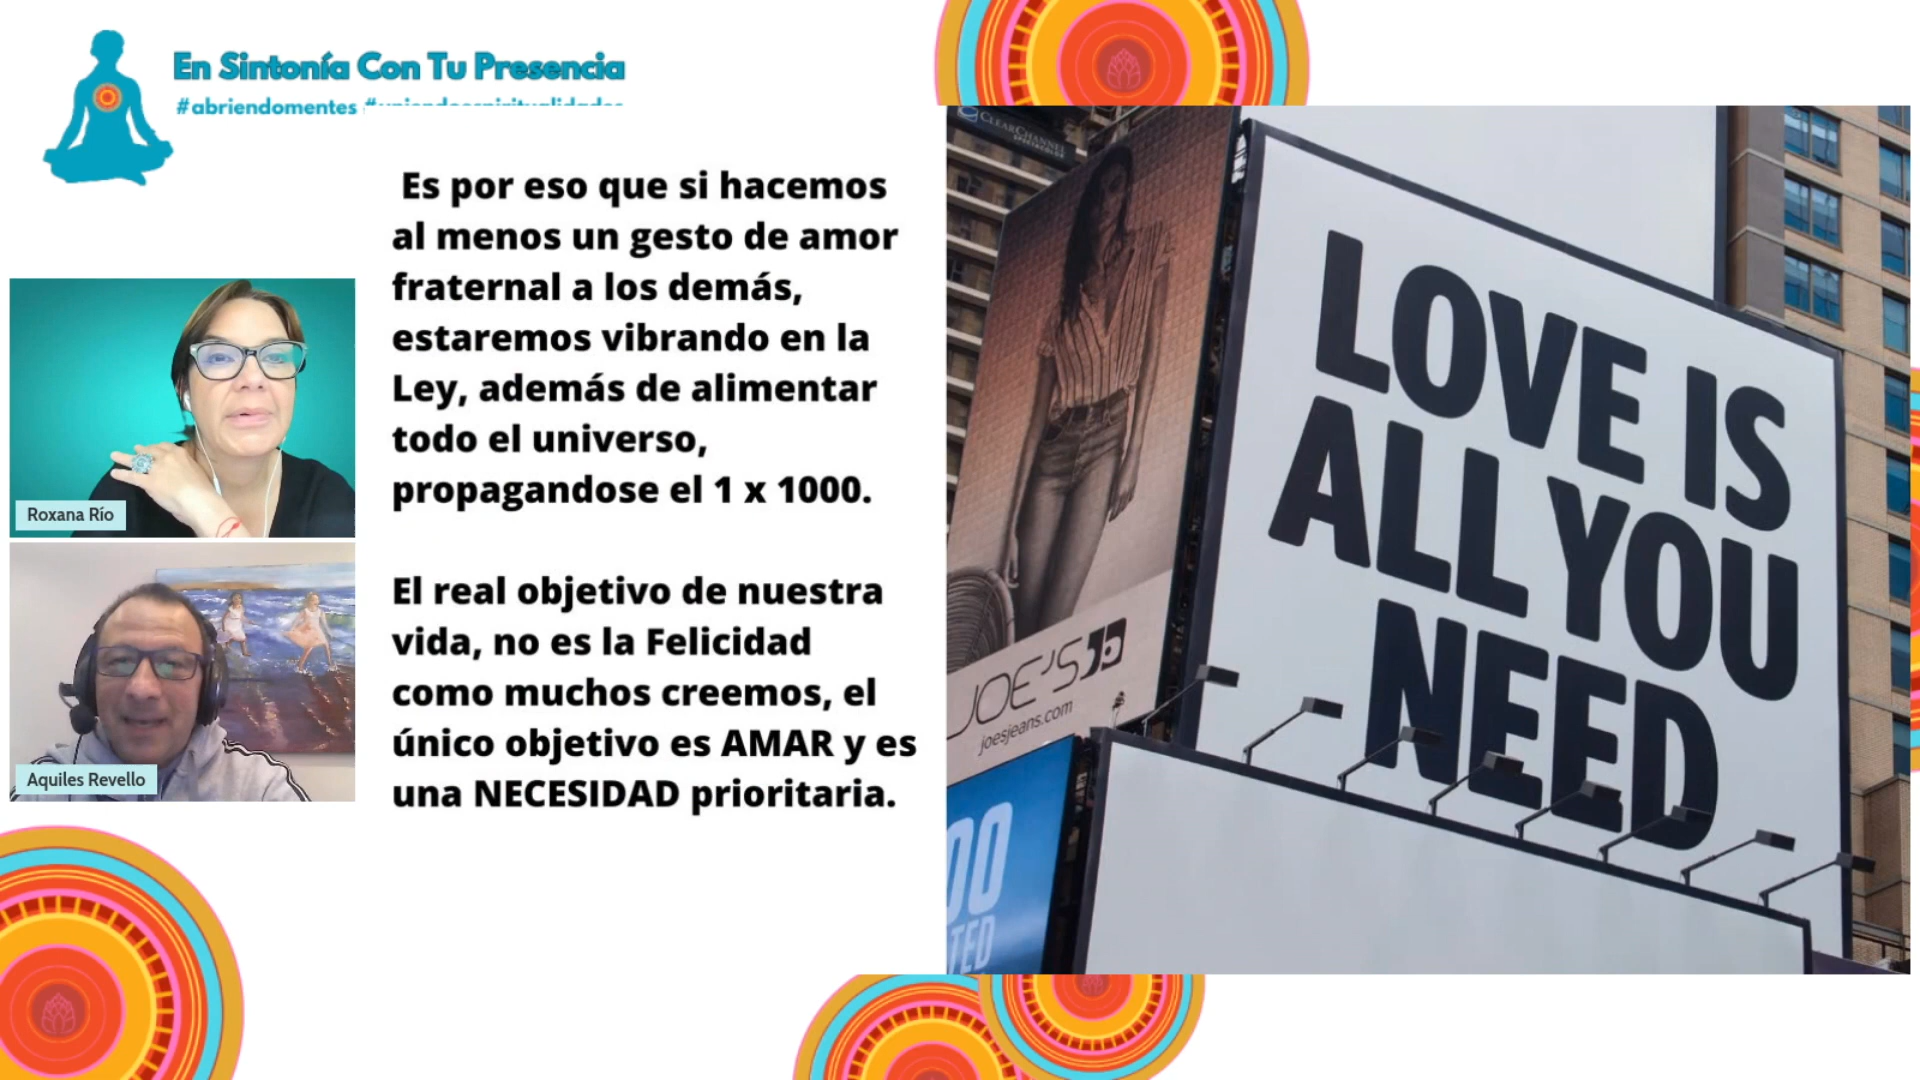 En Sintonía Con Tu Presencia
#abriendomentes #uniendoespiritualidades
Es por eso que si hacemos
al menos un gesto de amor
fraternal a los demás,
estaremos vibrando en la
Ley, además de alimentar
todo el universo,
propagandose el 1 x 1000.
El real objetivo de nuestra
vida, no es la Felicidad
como muchos creemos, el
único objetivo es AMAR y es
una NECESIDAD prioritaria.
Roxana Río
Aquiles Revello
CLEARCHANNEL
SPECTACOLOR
LOVE IS
ALL YOU
NEED
JOE'S
joesjeans.com